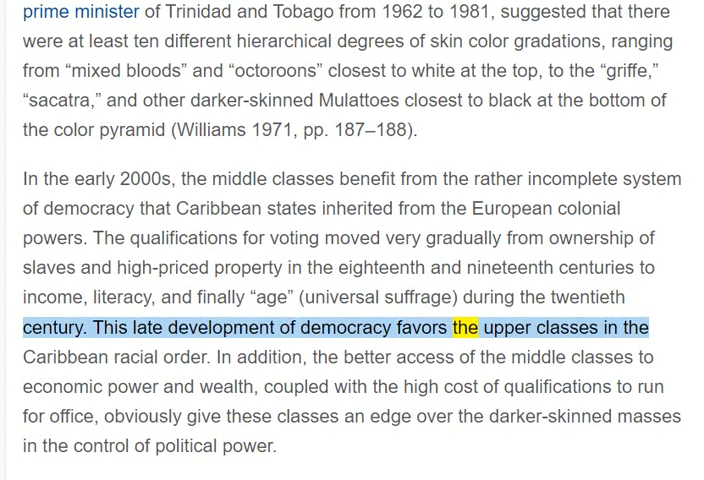 prime minister of Trinidad and Tobago from 1962 to 1981, suggested that there
were at least ten different hierarchical degrees of skin color gradations, ranging
from “mixed bloods” and “octoroons” closest to white at the top, to the “griffe,”
“sacatra,” and other darker-skinned Mulattoes closest to black at the bottom of
the color pyramid (Williams 1971, pp. 187–188).
In the early 2000s, the middle classes benefit from the rather incomplete system
of democracy that Caribbean states inherited from the European colonial
powers. The qualifications for voting moved very gradually from ownership of
slaves and high-priced property in the eighteenth and nineteenth centuries to
income, literacy, and finally “age” (universal suffrage) during the twentieth
century. This late development of democracy favors the upper classes in the
Caribbean racial order. In addition, the better access of the middle classes to
economic power and wealth, coupled with the high cost of qualifications to run
for office, obviously give these classes an edge over the darker-skinned masses
in the control of political power.